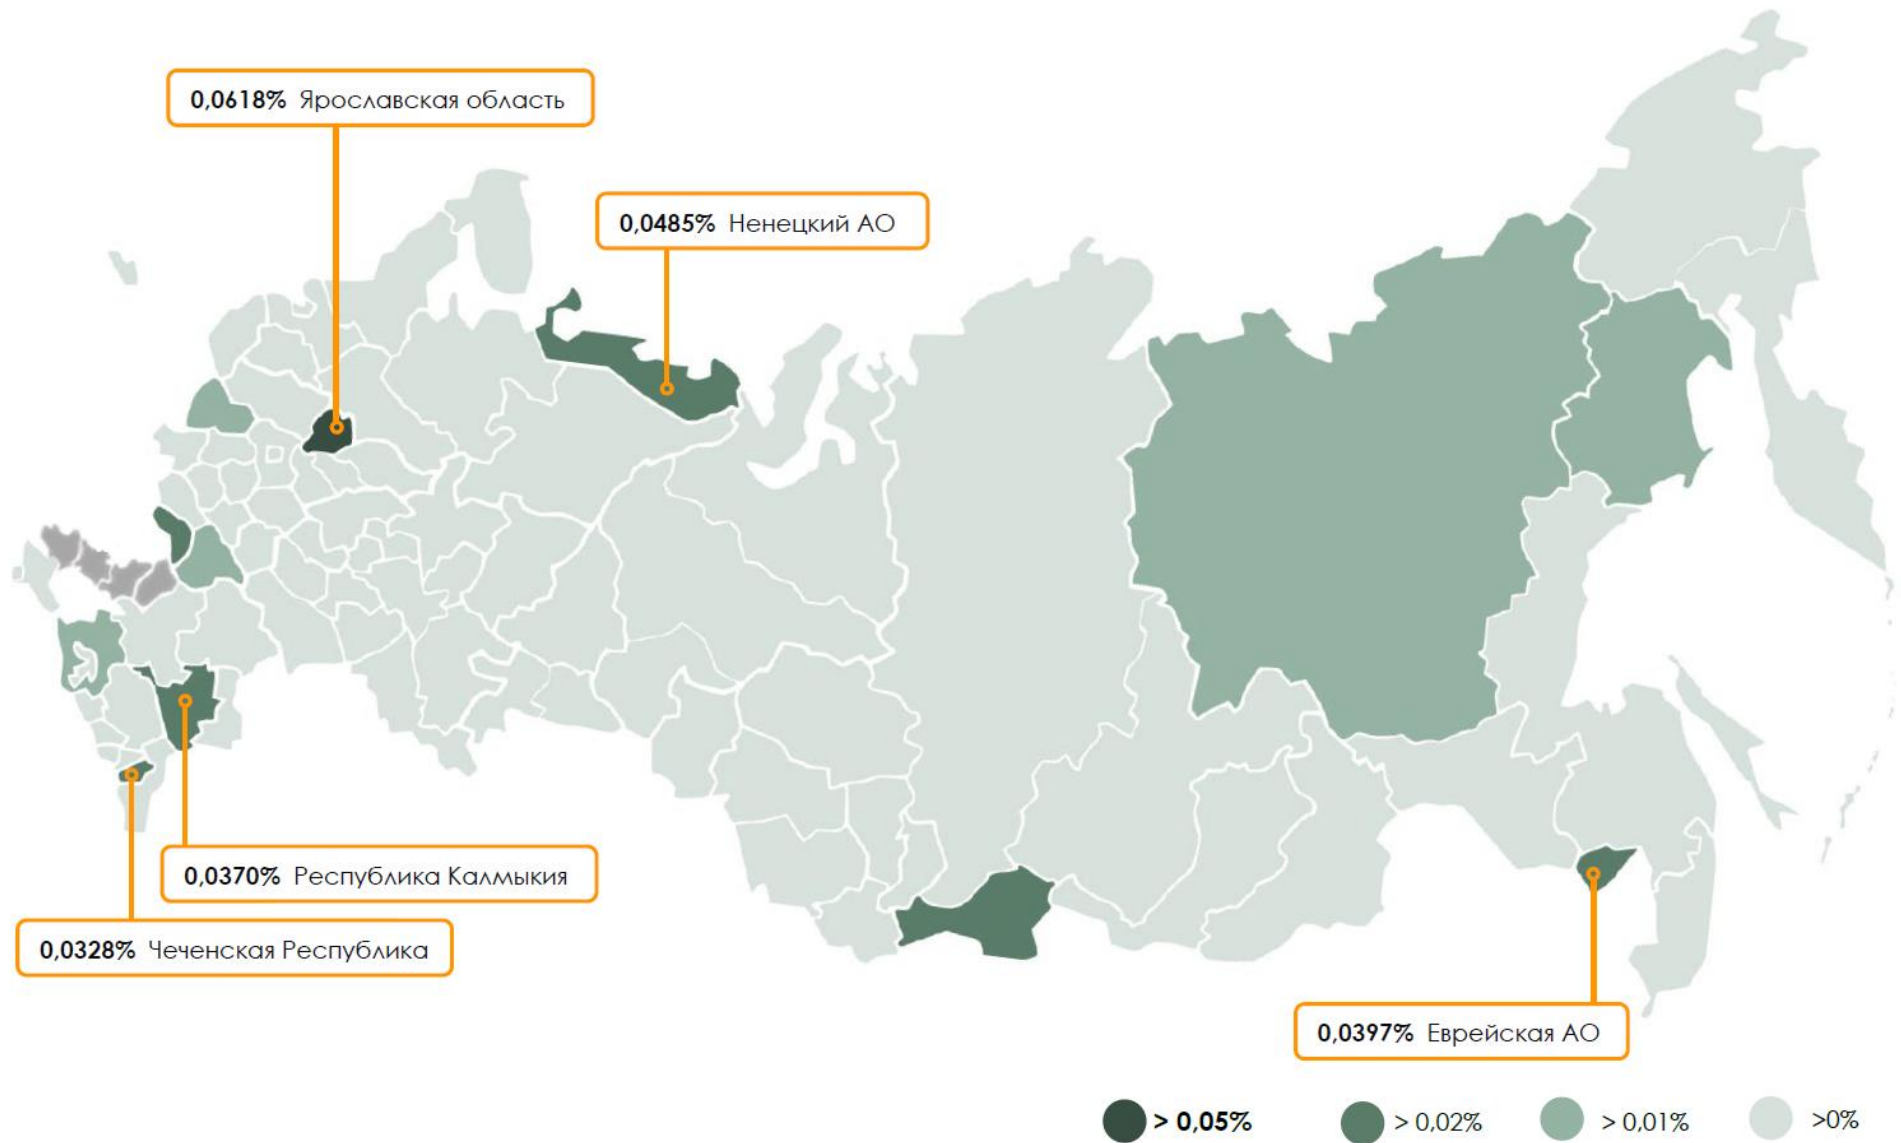 0,0618% Ярославская область
0,0485% Ненецкий АО
0,0370% Республика Калмыкия
0,0328% Чеченская Республика
0,0397% Еврейская АО
> 0,05%
> 0,02%
> 0,01%
>0%